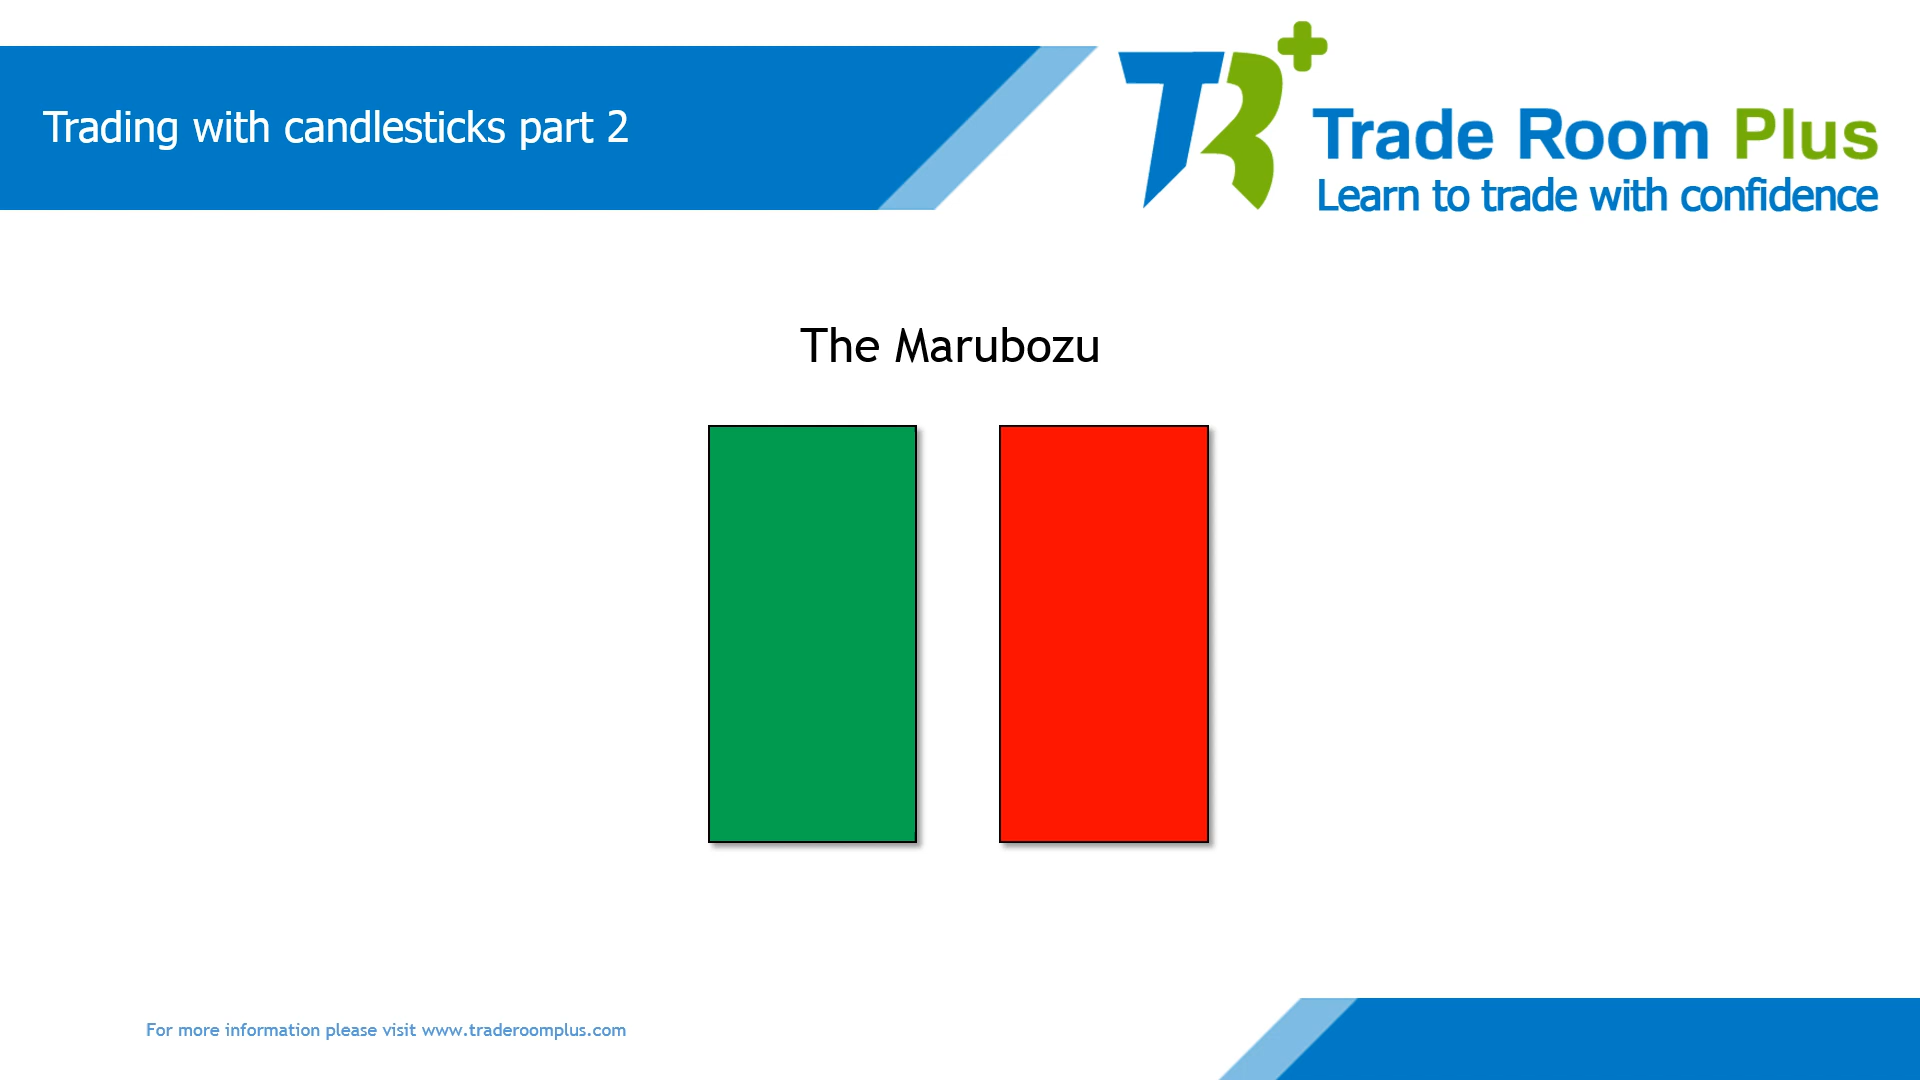 Trading with candlesticks part 2
TR+
Trade Room Plus
Learn to trade with confidence
The Marubozu
For more information please visit www.traderoomplus.com